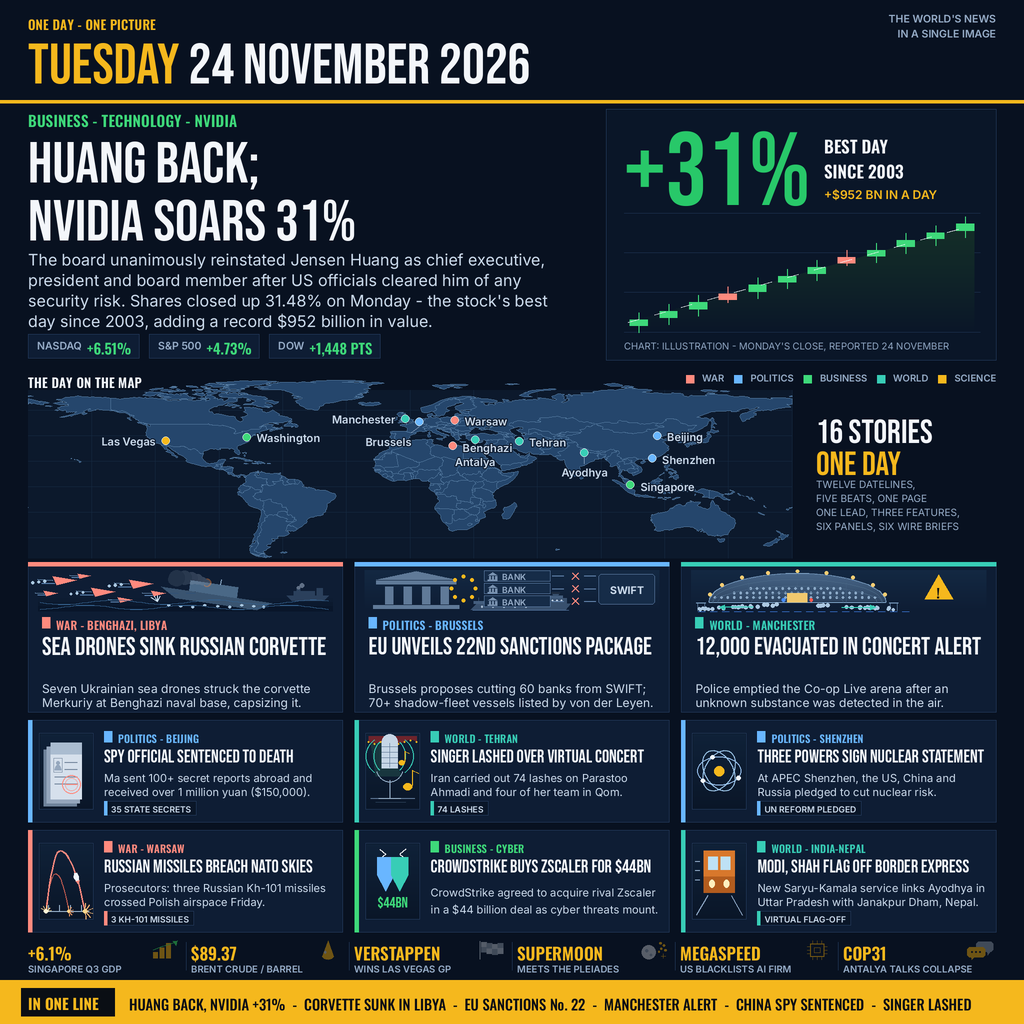 ONE DAY - ONE PICTURE
TUESDAY 24 NOVEMBER 2026
THE WORLD'S NEWS
IN A SINGLE IMAGE
BUSINESS - TECHNOLOGY - NVIDIA
HUANG BACK;
NVIDIA SOARS 31%
The board unanimously reinstated Jensen Huang as chief executive,
president and board member after US officials cleared him of any
security risk. Shares closed up 31.48% on Monday - the stock's best
day since 2003, adding a record $952 billion in value.
NASDAQ +6.51%
S&P 500 +4.73%
DOW +1,448 PTS
+31%
BEST DAY
SINCE 2003
+$952 BN IN A DAY
CHART: ILLUSTRATION - MONDAY'S CLOSE, REPORTED 24 NOVEMBER
THE DAY ON THE MAP
WAR
POLITICS
BUSINESS
WORLD
SCIENCE
Las Vegas
Washington
Manchester
Brussels
Warsaw
Benghazi
Antalya
Tehran
Ayodhya
Beijing
Shenzhen
Singapore
16 STORIES
ONE DAY
TWELVE DATELINES,
FIVE BEATS, ONE PAGE
ONE LEAD, THREE FEATURES,
SIX PANELS, SIX WIRE BRIEFS
WAR - BENGHAZI, LIBYA
SEA DRONES SINK RUSSIAN CORVETTE
Seven Ukrainian sea drones struck the corvette
Merkuriy at Benghazi naval base, capsizing it.
BANK
BANK
BANK
SWIFT
POLITICS - BRUSSELS
EU UNVEILS 22ND SANCTIONS PACKAGE
Brussels proposes cutting 60 banks from SWIFT;
70+ shadow-fleet vessels listed by von der Leyen.
!
WORLD - MANCHESTER
12,000 EVACUATED IN CONCERT ALERT
Police emptied the Co-op Live arena after an
unknown substance was detected in the air.
POLITICS - BEIJING
SPY OFFICIAL SENTENCED TO DEATH
Ma sent 100+ secret reports abroad and
received over 1 million yuan ($150,000).
35 STATE SECRETS
WORLD - TEHRAN
SINGER LASHED OVER VIRTUAL CONCERT
Iran carried out 74 lashes on Parastoo
Ahmadi and four of her team in Qom.
74 LASHES
POLITICS - SHENZHEN
THREE POWERS SIGN NUCLEAR STATEMENT
At APEC Shenzhen, the US, China and
Russia pledged to cut nuclear risk.
UN REFORM PLEDGED
WAR - WARSAW
RUSSIAN MISSILES BREACH NATO SKIES
Prosecutors: three Russian Kh-101 missiles
crossed Polish airspace Friday.
3 KH-101 MISSILES
$44BN
BUSINESS - CYBER
CROWDSTRIKE BUYS ZSCALER FOR $44BN
CrowdStrike agreed to acquire rival Zscaler
in a $44 billion deal as cyber threats mount.
WORLD - INDIA-NEPAL
MODI, SHAH FLAG OFF BORDER EXPRESS
New Saryu-Kamala service links Ayodhya in
Uttar Pradesh with Janakpur Dham, Nepal.
VIRTUAL FLAG-OFF
+6.1%
SINGAPORE Q3 GDP
$89.37
BRENT CRUDE / BARREL
VERSTAPPEN
WINS LAS VEGAS GP
SUPERMOON
MEETS THE PLEIADES
MEGASPEED
US BLACKLISTS AI FIRM
COP31
ANTALYA TALKS COLLAPSE
IN ONE LINE
HUANG BACK, NVIDIA +31% - CORVETTE SUNK IN LIBYA - EU SANCTIONS No. 22 - MANCHESTER ALERT - CHINA SPY SENTENCED - SINGER LASHED